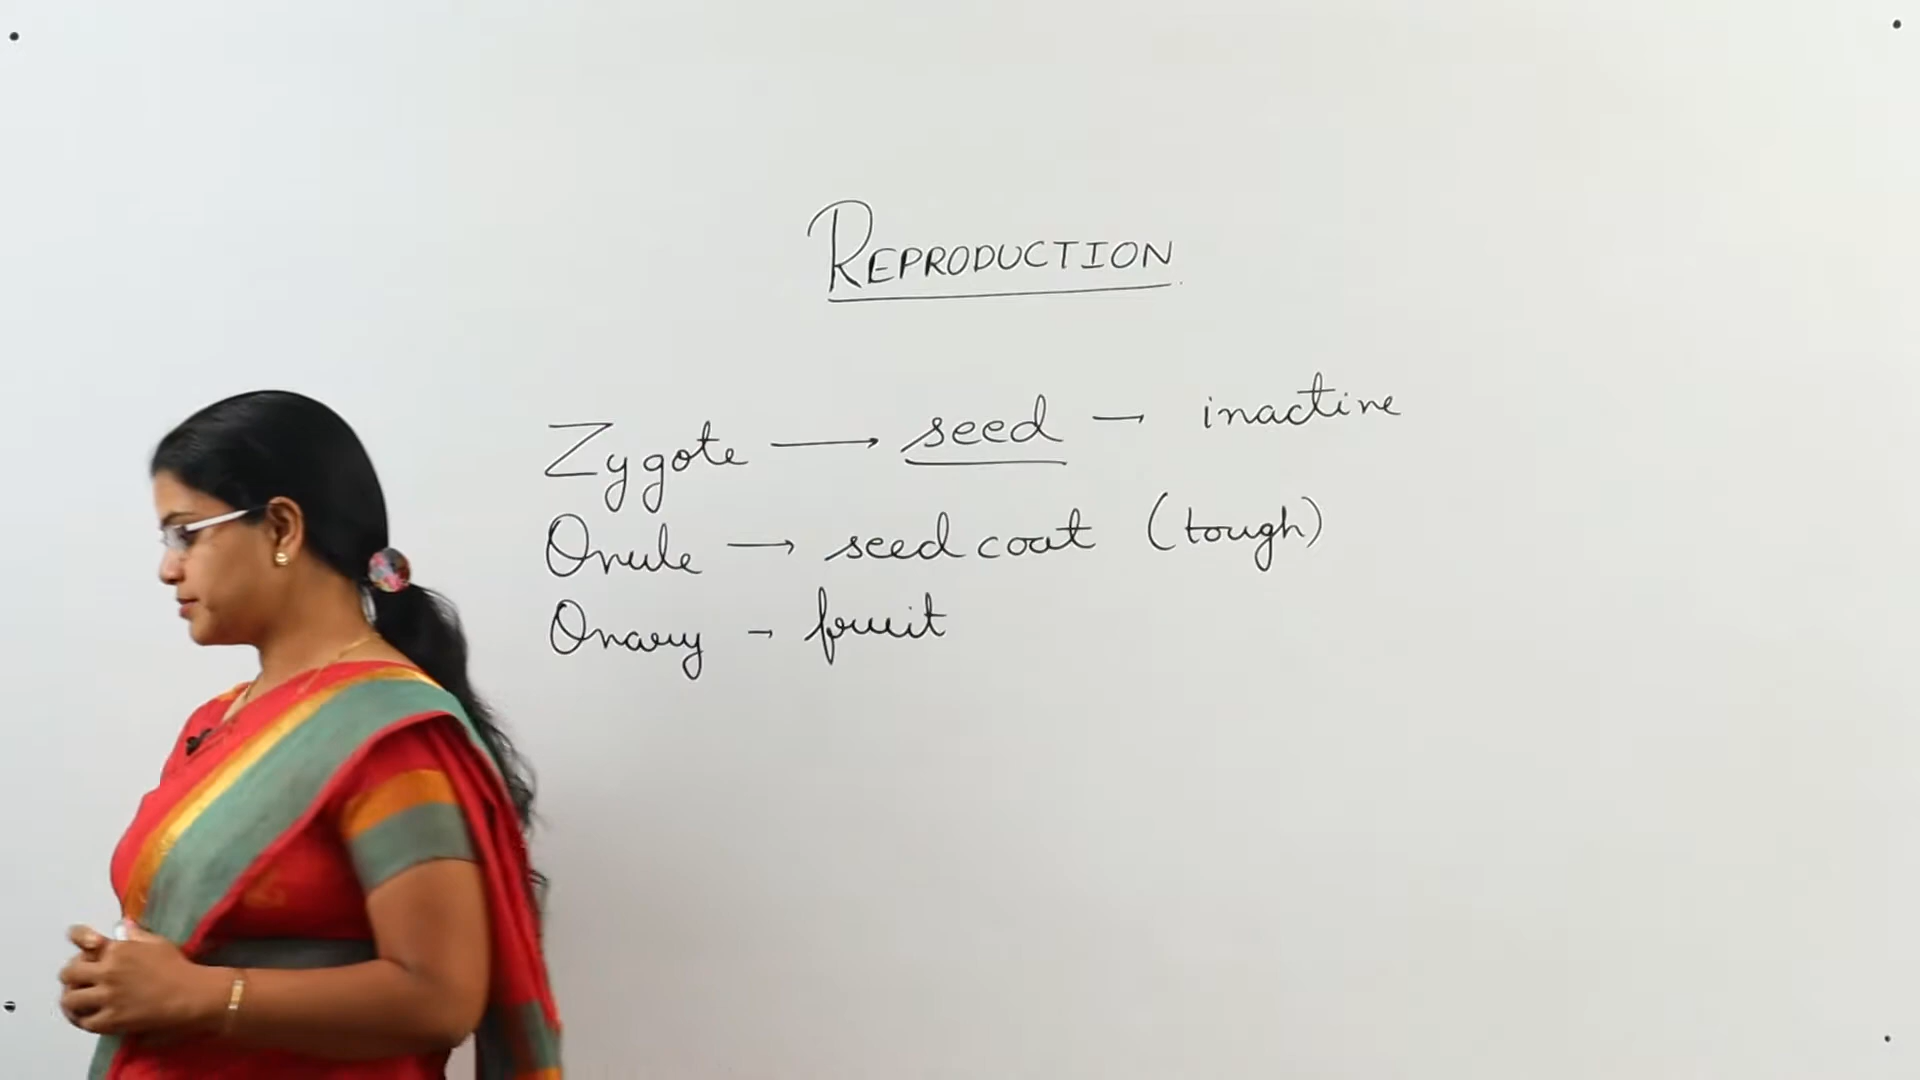 REPRODUCTION
Zygote → seed → inactive
Ovule → seed coat (tough)
Ovary → fruit